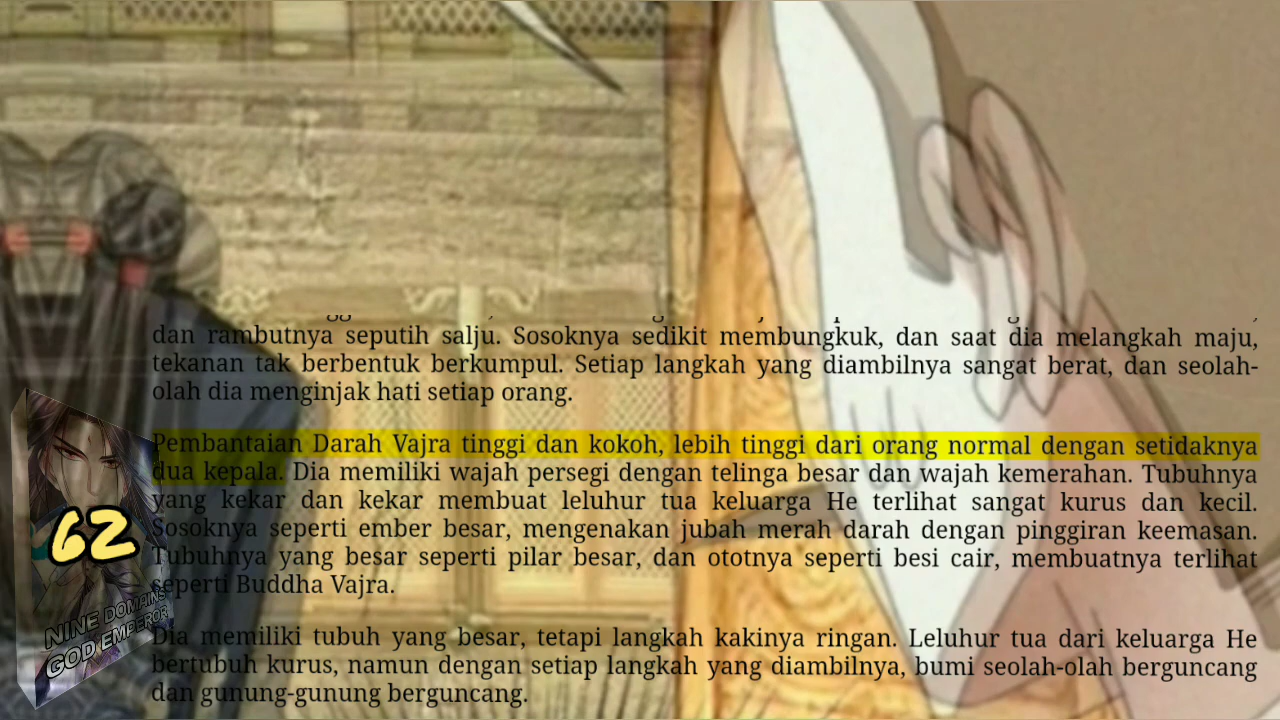 dan rambutnya seputih salju. Sosoknya sedikit membungkuk, dan saat dia melangkah maju,
tekanan tak berbentuk berkumpul. Setiap langkah yang diambilnya sangat berat, dan seolah-
olah dia menginjak hati setiap orang.
Pembantaian Darah Vajra tinggi dan kokoh, lebih tinggi dari orang normal dengan setidaknya
dua kepala. Dia memiliki wajah persegi dengan telinga besar dan wajah kemerahan. Tubuhnya
yang kekar dan kekar membuat leluhur tua keluarga He terlihat sangat kurus dan kecil.
Sosoknya seperti ember besar, mengenakan jubah merah darah dengan pinggiran keemasan.
Tubuhnya yang besar seperti pilar besar, dan ototnya seperti besi cair, membuatnya terlihat
seperti Buddha Vajra.
Dia memiliki tubuh yang besar, tetapi langkah kakinya ringan. Leluhur tua dari keluarga He
bertubuh kurus, namun dengan setiap langkah yang diambilnya, bumi seolah-olah berguncang
dan gunung-gunung berguncang.
62
NINE DOMAINS
GOD EMPEROR